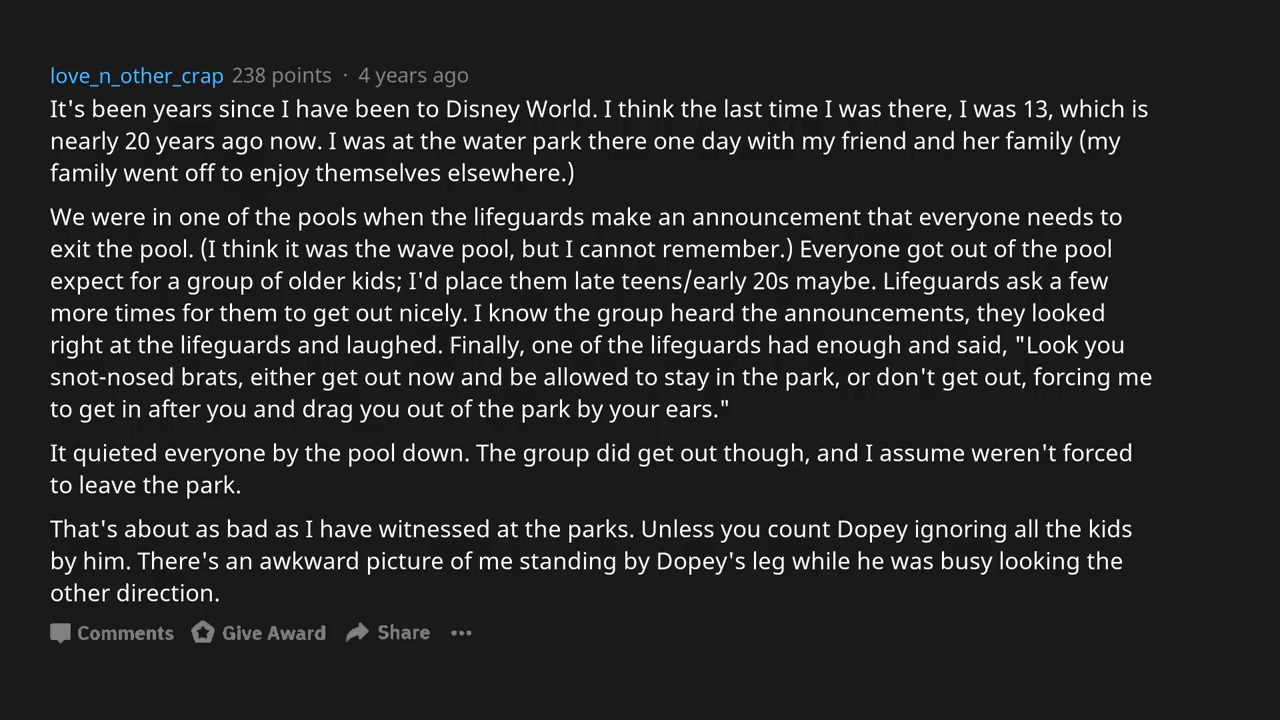 love_n_other_crap 238 points · 4 years ago
It's been years since I have been to Disney World. I think the last time I was there, I was 13, which is
nearly 20 years ago now. I was at the water park there one day with my friend and her family (my
family went off to enjoy themselves elsewhere.)
We were in one of the pools when the lifeguards make an announcement that everyone needs to
exit the pool. (I think it was the wave pool, but I cannot remember.) Everyone got out of the pool
expect for a group of older kids; I'd place them late teens/early 20s maybe. Lifeguards ask a few
more times for them to get out nicely. I know the group heard the announcements, they looked
right at the lifeguards and laughed. Finally, one of the lifeguards had enough and said, "Look you
snot-nosed brats, either get out now and be allowed to stay in the park, or don't get out, forcing me
to get in after you and drag you out of the park by your ears."
It quieted everyone by the pool down. The group did get out though, and I assume weren't forced
to leave the park.
That's about as bad as I have witnessed at the parks. Unless you count Dopey ignoring all the kids
by him. There's an awkward picture of me standing by Dopey's leg while he was busy looking the
other direction.
Comments Give Award Share ···